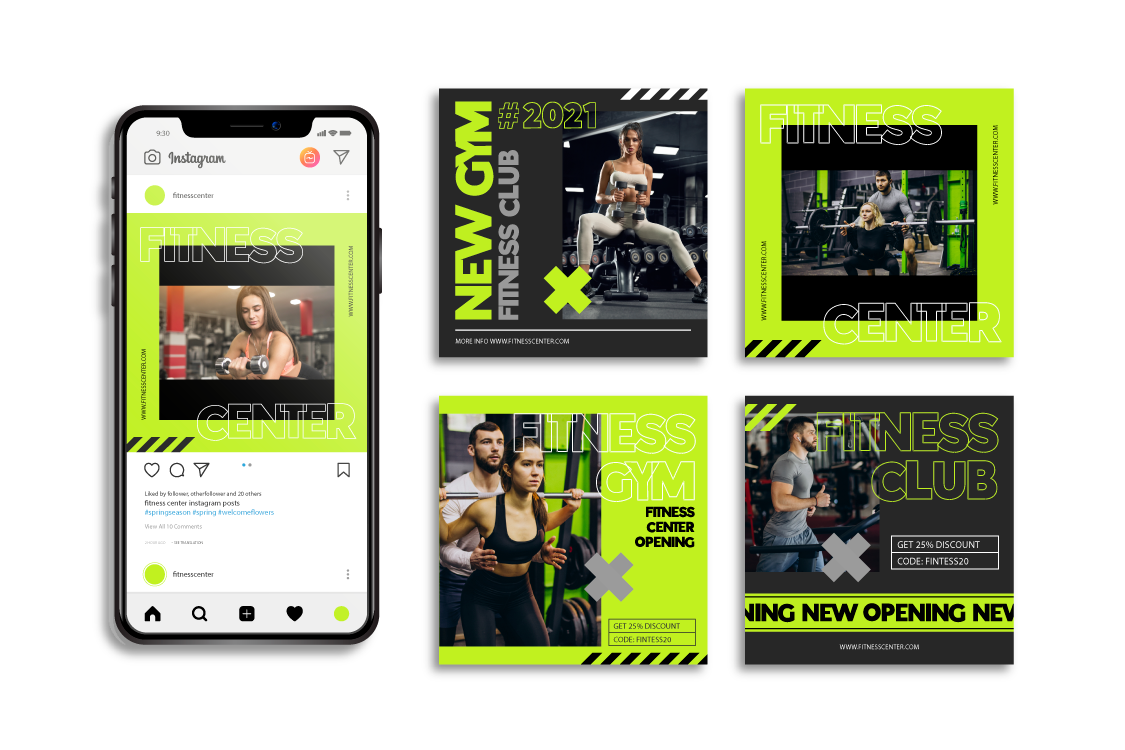 9:30
Instagram
fitnesscenter
FITNESS
WWW.FITNESSCENTER.COM
WWW.FITNESSCENTER.COM
CENTER
Liked by follower, otherfollower and 20 others
fitness center instagram posts
#springseason #spring #welcomeflowers
View All 10 Comments
SEE TRANSLATION
fitnesscenter
NEW GYM
FITNESS CLUB
#2021
MORE INFO WWW.FITNESSCENTER.COM
FITNESS
WWW.FITNESSCENTER.COM
WWW.FITNESSCENTER.COM
CENTER
FITNESS
GYM
FITNESS
CENTER
OPENING
GET 25% DISCOUNT
CODE: FINTESS20
FITNESS
CLUB
GET 25% DISCOUNT
CODE: FINTESS20
NING NEW OPENING NEW
WWW.FITNESSCENTER.COM